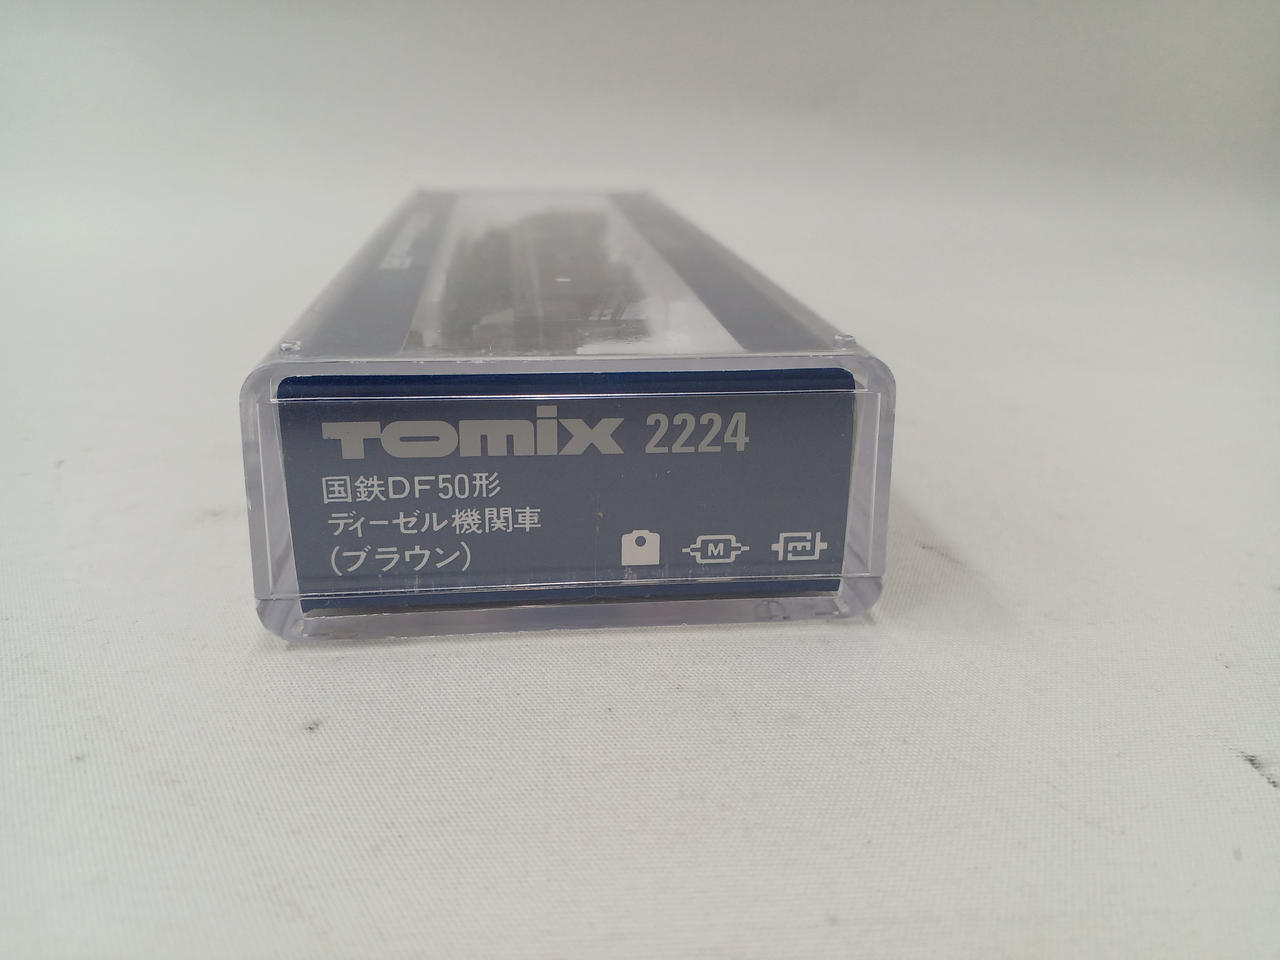 TOMIX 2224
国鉄DF50形
ディーゼル機関車
(ブラウン)
M